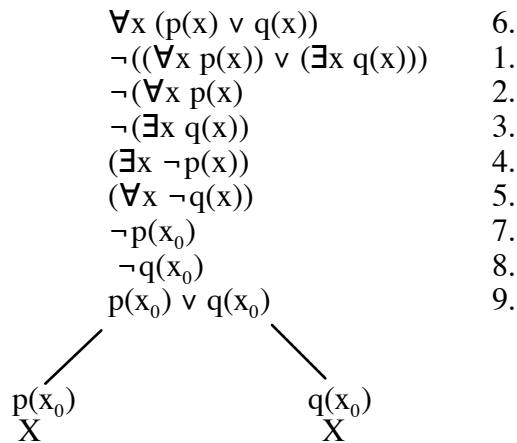 ∀x (p(x) ∨ q(x)) 6.
¬((∀x p(x)) ∨ (∃x q(x))) 1.
¬(∀x p(x) 2.
¬(∃x q(x)) 3.
(∃x ¬p(x)) 4.
(∀x ¬q(x)) 5.
¬p(x₀) 7.
¬q(x₀) 8.
p(x₀) ∨ q(x₀) 9.
p(x₀) q(x₀)
X X